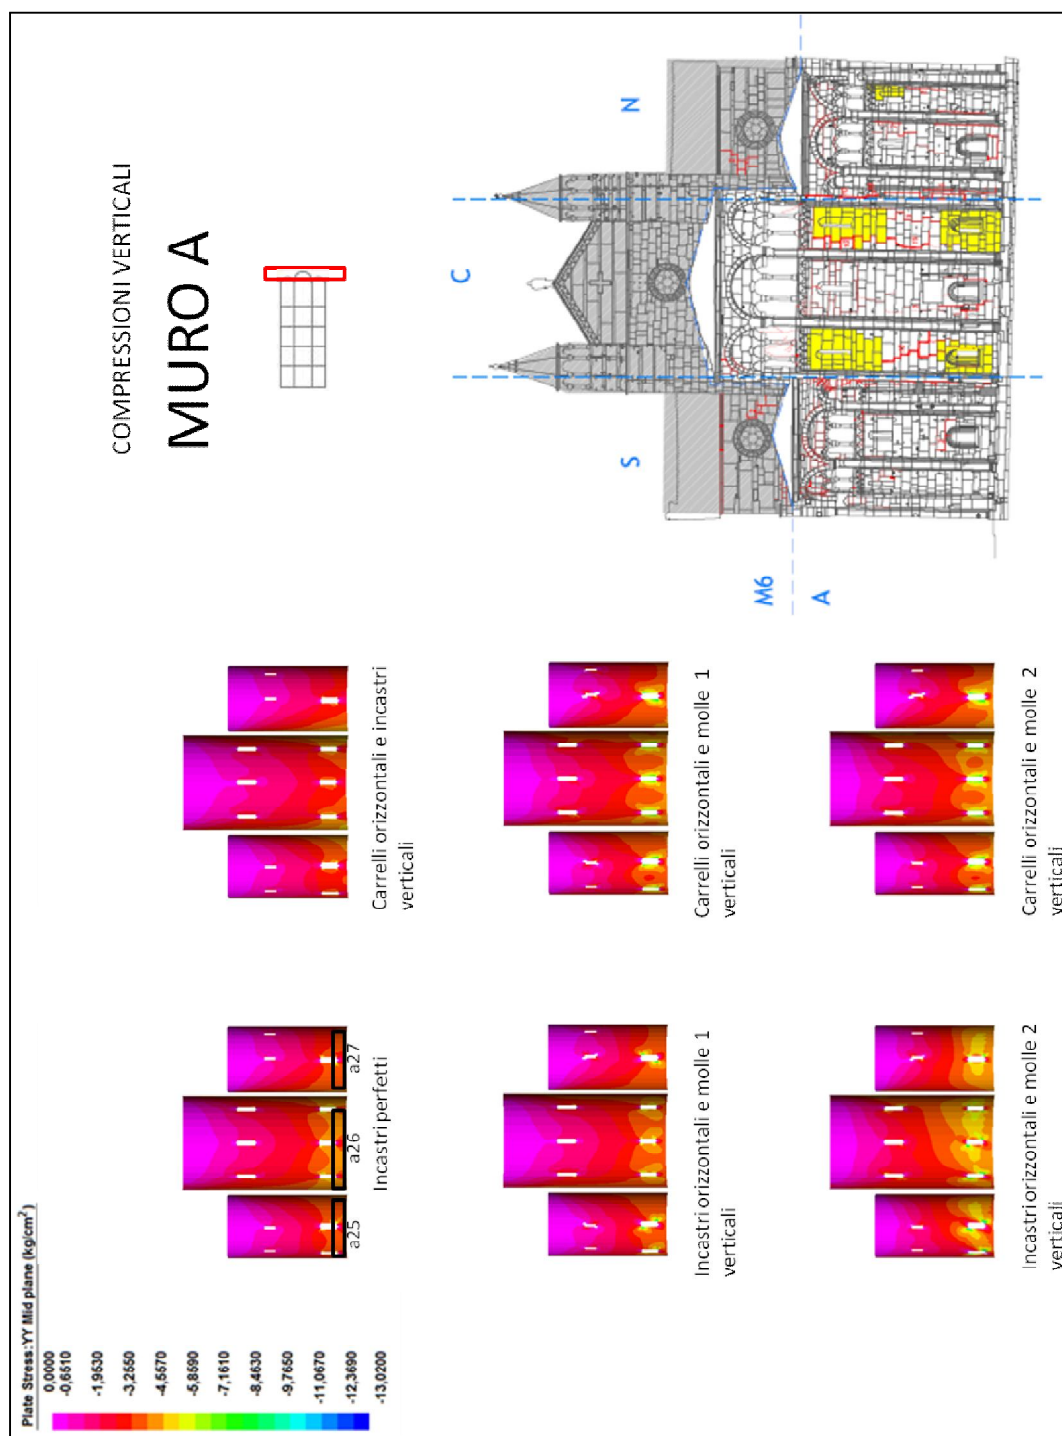 COMPRESSIONI VERTICALI
MURO A
Plate Stress:YY Mid plane (kg/cm²)
0,0000
-0,6510
-1,9530
-3,2550
-4,5570
-5,8590
-7,1610
-8,4630
-9,7650
-11,0670
-12,3690
-13,0200
a25
a26
a27
Incastri perfetti
Carrelli orizzontali e incastri
verticali
Incastri orizzontali e molle 1
verticali
Carrelli orizzontali e molle 1
verticali
Incastri orizzontali e molle 2
verticali
Carrelli orizzontali e molle 2
verticali
S
C
N
M6
A